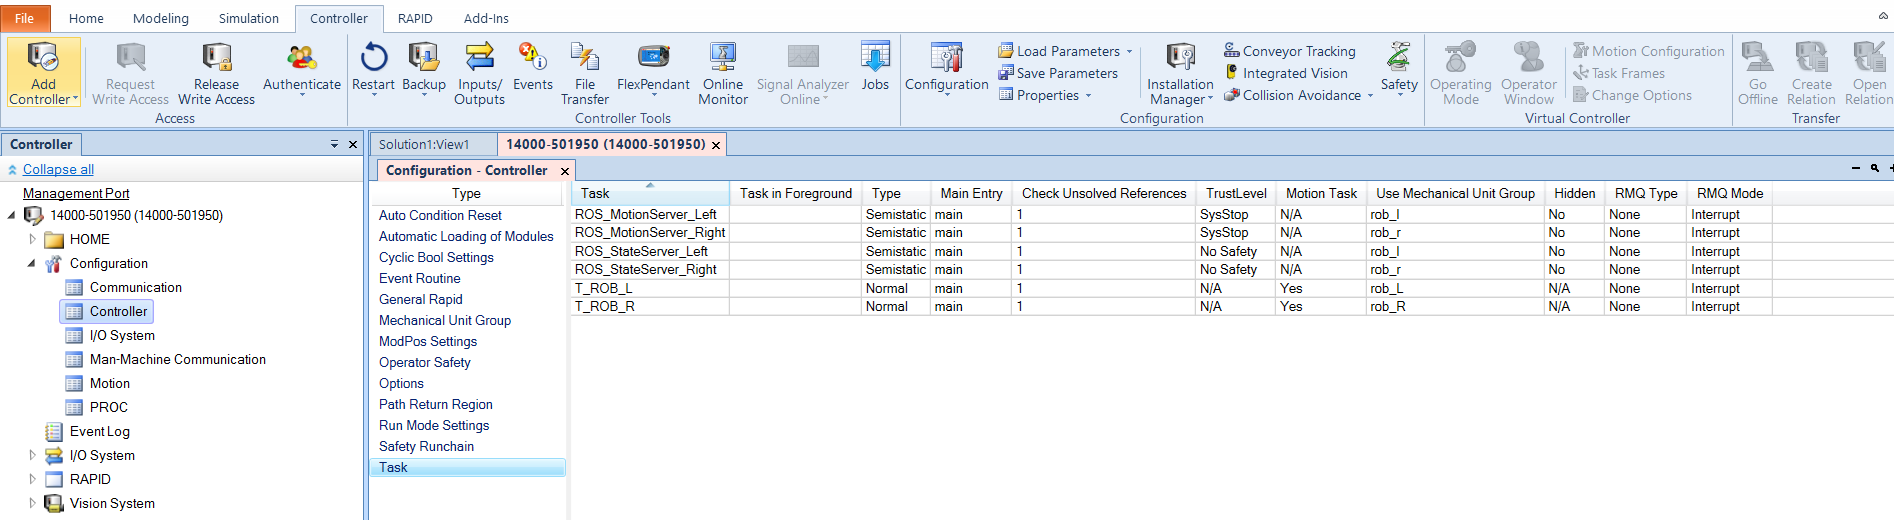 File Home Modeling Simulation Controller RAPID Add-Ins
Add Controller
Request Write Access
Release Write Access
Authenticate
Access
Restart
Backup
Inputs/ Outputs
Events
File Transfer
FlexPendant
Online Monitor
Signal Analyzer Online
Jobs
Controller Tools
Configuration
Load Parameters
Save Parameters
Properties
Installation Manager
Conveyor Tracking
Integrated Vision
Collision Avoidance
Safety
Configuration
Operating Mode
Operator Window
Motion Configuration
Task Frames
Change Options
Virtual Controller
Go Offline
Create Relation
Open Relation
Transfer
Controller
Collapse all
Management Port
14000-501950 (14000-501950)
HOME
Configuration
Communication
Controller
I/O System
Man-Machine Communication
Motion
PROC
Event Log
I/O System
RAPID
Vision System
Solution1:View1 14000-501950 (14000-501950)
Configuration - Controller
Type
Auto Condition Reset
Automatic Loading of Modules
Cyclic Bool Settings
Event Routine
General Rapid
Mechanical Unit Group
ModPos Settings
Operator Safety
Options
Path Return Region
Run Mode Settings
Safety Runchain
Task
Task Task in Foreground Type Main Entry Check Unsolved References TrustLevel Motion Task Use Mechanical Unit Group Hidden RMQ Type RMQ Mode
ROS_MotionServer_Left Semistatic main 1 SysStop N/A rob_l No None Interrupt
ROS_MotionServer_Right Semistatic main 1 SysStop N/A rob_r No None Interrupt
ROS_StateServer_Left Semistatic main 1 No Safety N/A rob_l No None Interrupt
ROS_StateServer_Right Semistatic main 1 No Safety N/A rob_r No None Interrupt
T_ROB_L Normal main 1 N/A Yes rob_L N/A None Interrupt
T_ROB_R Normal main 1 N/A Yes rob_R N/A None Interrupt